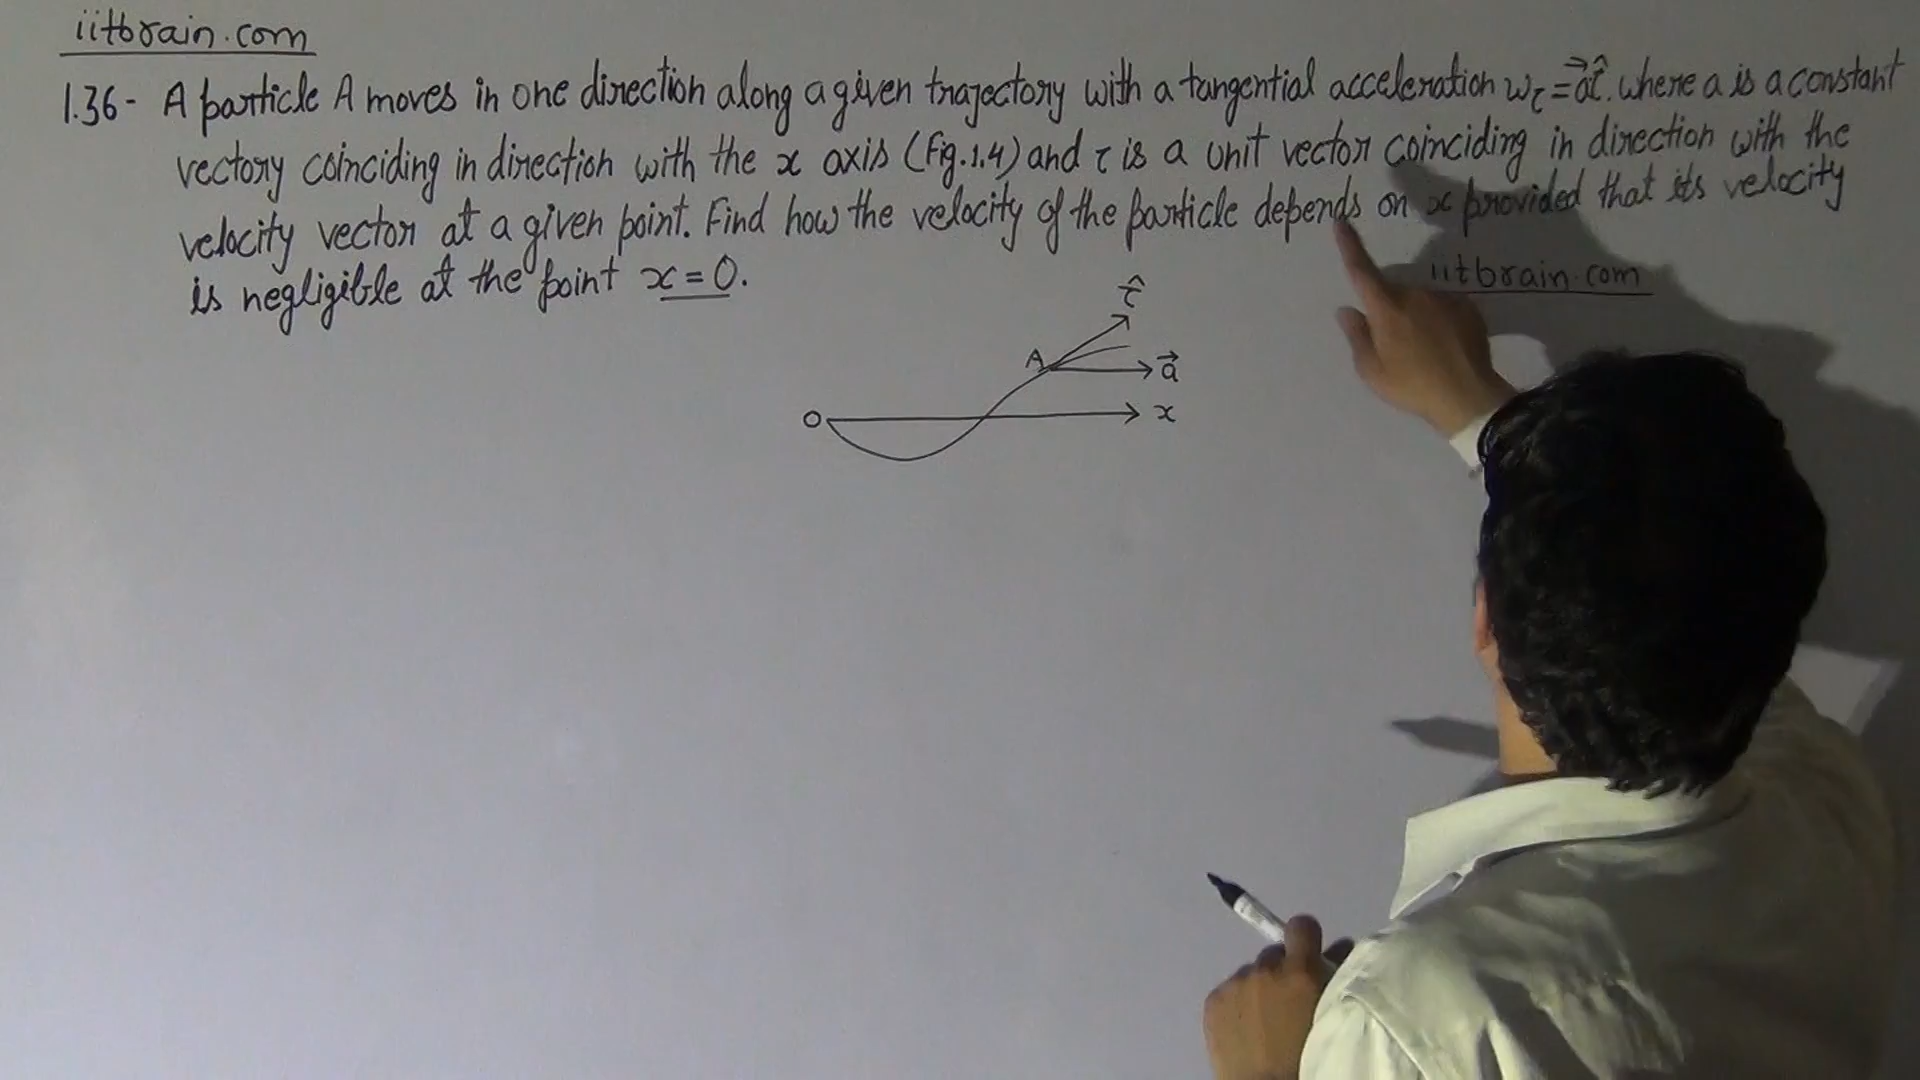 iitbrain.com
1.36- A particle A moves in one direction along a given trajectory with a tangential acceleration w_τ = a⃗τ̂. where a is a constant
vectory coinciding in direction with the x axis (Fig.1.4) and τ is a unit vector coinciding in direction with the
velocity vector at a given point. Find how the velocity of the particle depends on x provided that its velocity
is negligible at the point x = 0.
iitbrain.com
τ̂
A
a⃗
O
x